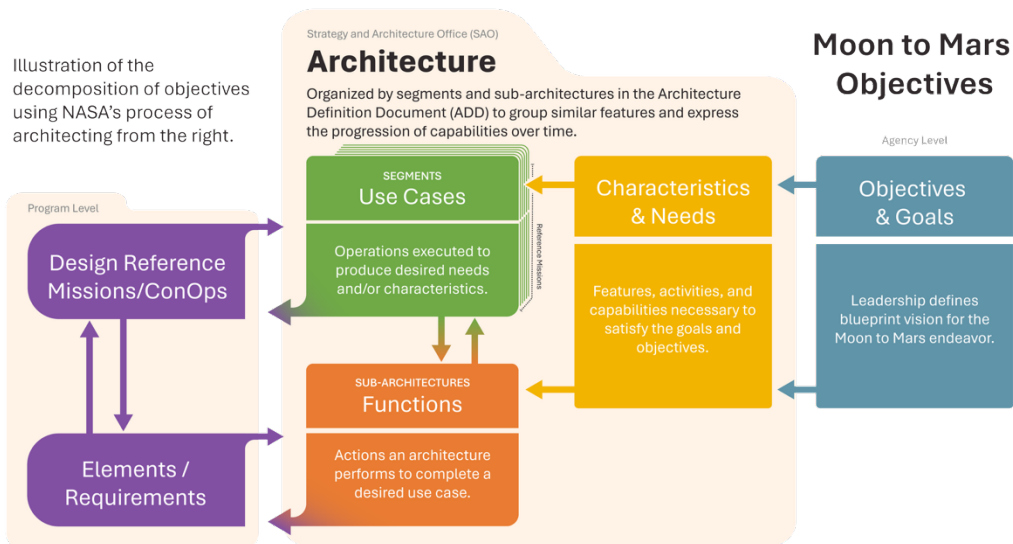 Illustration of the
decomposition of objectives
using NASA's process of
architecting from the right.
Strategy and Architecture Office (SAO)
Architecture
Organized by segments and sub-architectures in the Architecture
Definition Document (ADD) to group similar features and express
the progression of capabilities over time.
Moon to Mars
Objectives
Agency Level
Program Level
Design Reference
Missions/ConOps
Elements /
Requirements
SEGMENTS
Use Cases
Operations executed to
produce desired needs
and/or characteristics.
Reference Missions
SUB-ARCHITECTURES
Functions
Actions an architecture
performs to complete a
desired use case.
Characteristics
& Needs
Features, activities, and
capabilities necessary to
satisfy the goals and
objectives.
Objectives
& Goals
Leadership defines
blueprint vision for the
Moon to Mars endeavor.